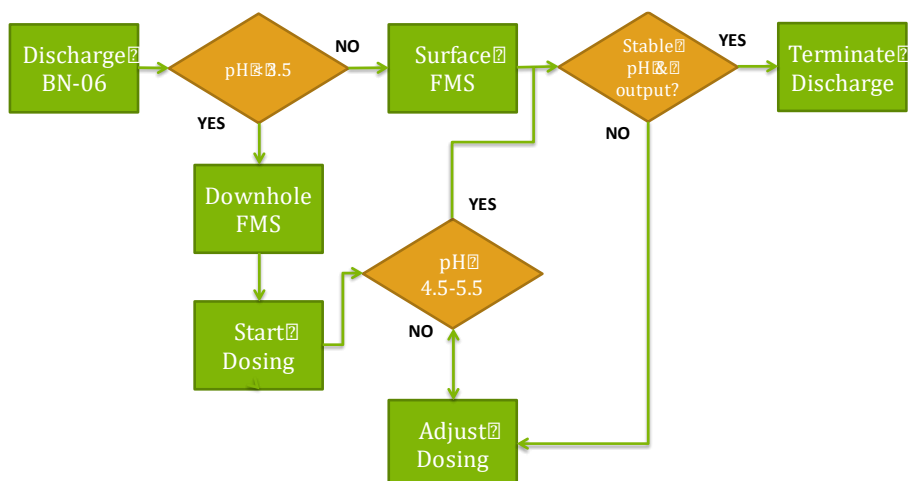 Discharge
BN-06
pH < 3.5
NO
YES
Surface
FMS
Stable
pH &
output?
YES
NO
Terminate
Discharge
Downhole
FMS
YES
pH
4.5-5.5
NO
Start
Dosing
Adjust
Dosing